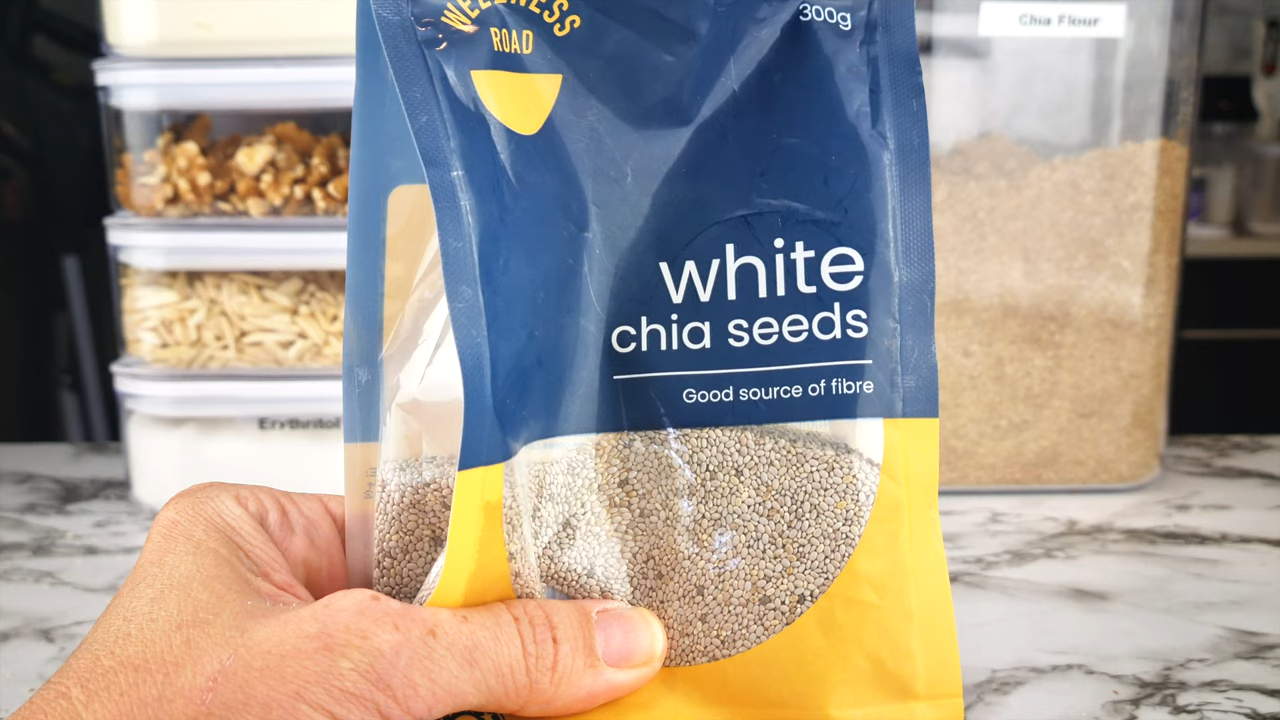 WELLNESS
ROAD
300g
Chia Flour
white
chia seeds
Good source of fibre
Erythritol